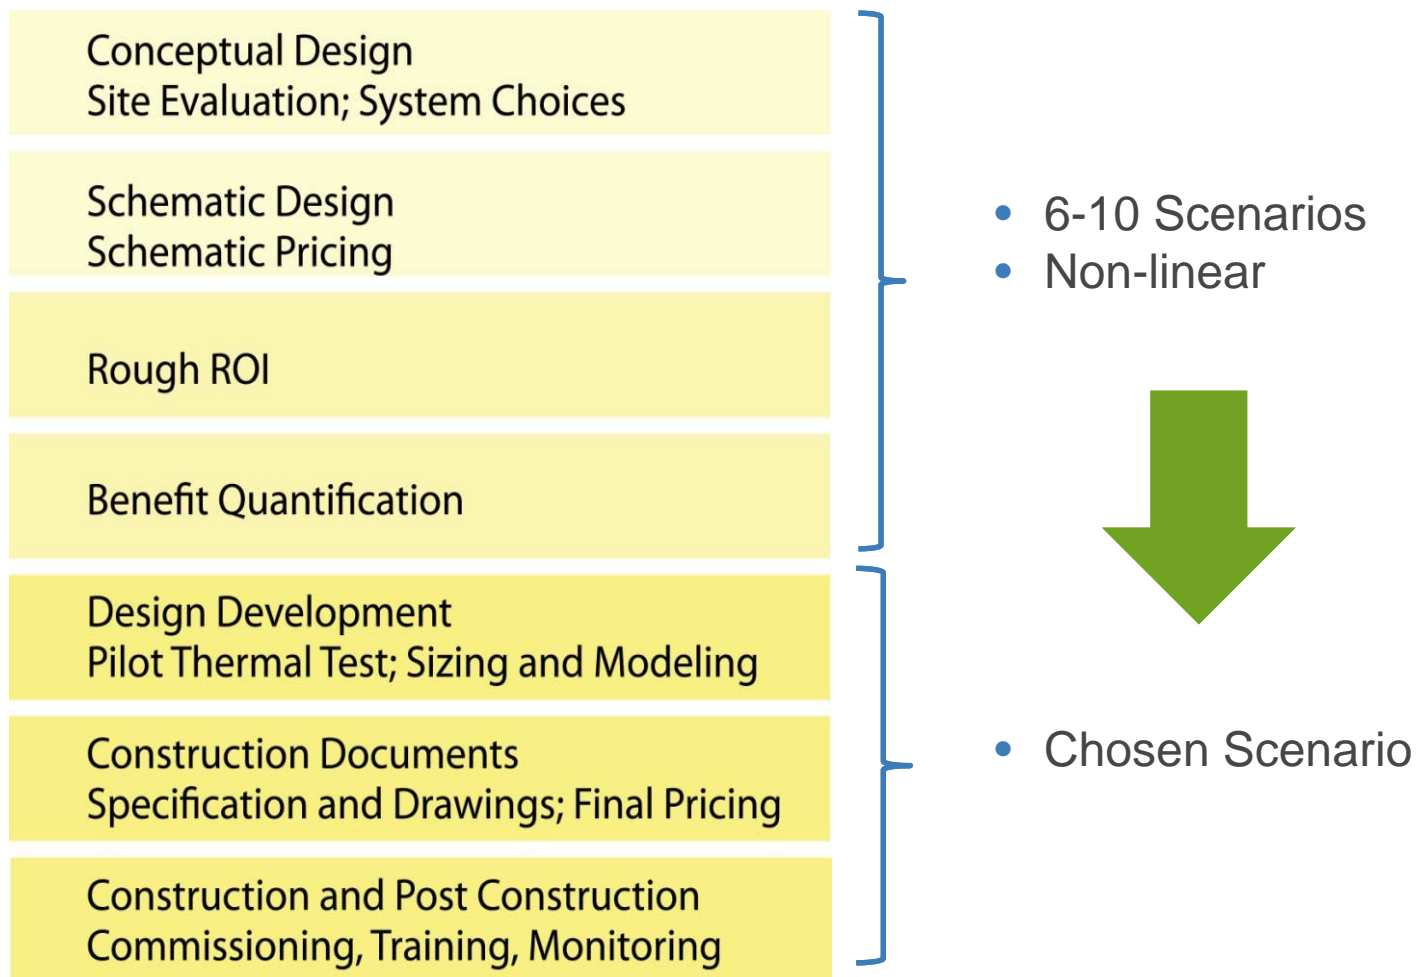 Conceptual Design
Site Evaluation; System Choices
Schematic Design
Schematic Pricing
Rough ROI
Benefit Quantification
Design Development
Pilot Thermal Test; Sizing and Modeling
Construction Documents
Specification and Drawings; Final Pricing
Construction and Post Construction
Commissioning, Training, Monitoring
• 6-10 Scenarios
• Non-linear
• Chosen Scenario